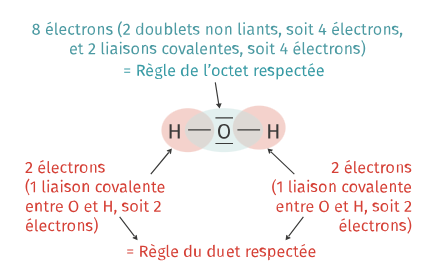 8 électrons (2 doublets non liants, soit 4 électrons,
et 2 liaisons covalentes, soit 4 électrons)
= Règle de l'octet respectée
H — O — H
2 électrons
(1 liaison covalente
entre O et H, soit 2
électrons)
2 électrons
(1 liaison covalente
entre O et H, soit 2
électrons)
= Règle du duet respectée